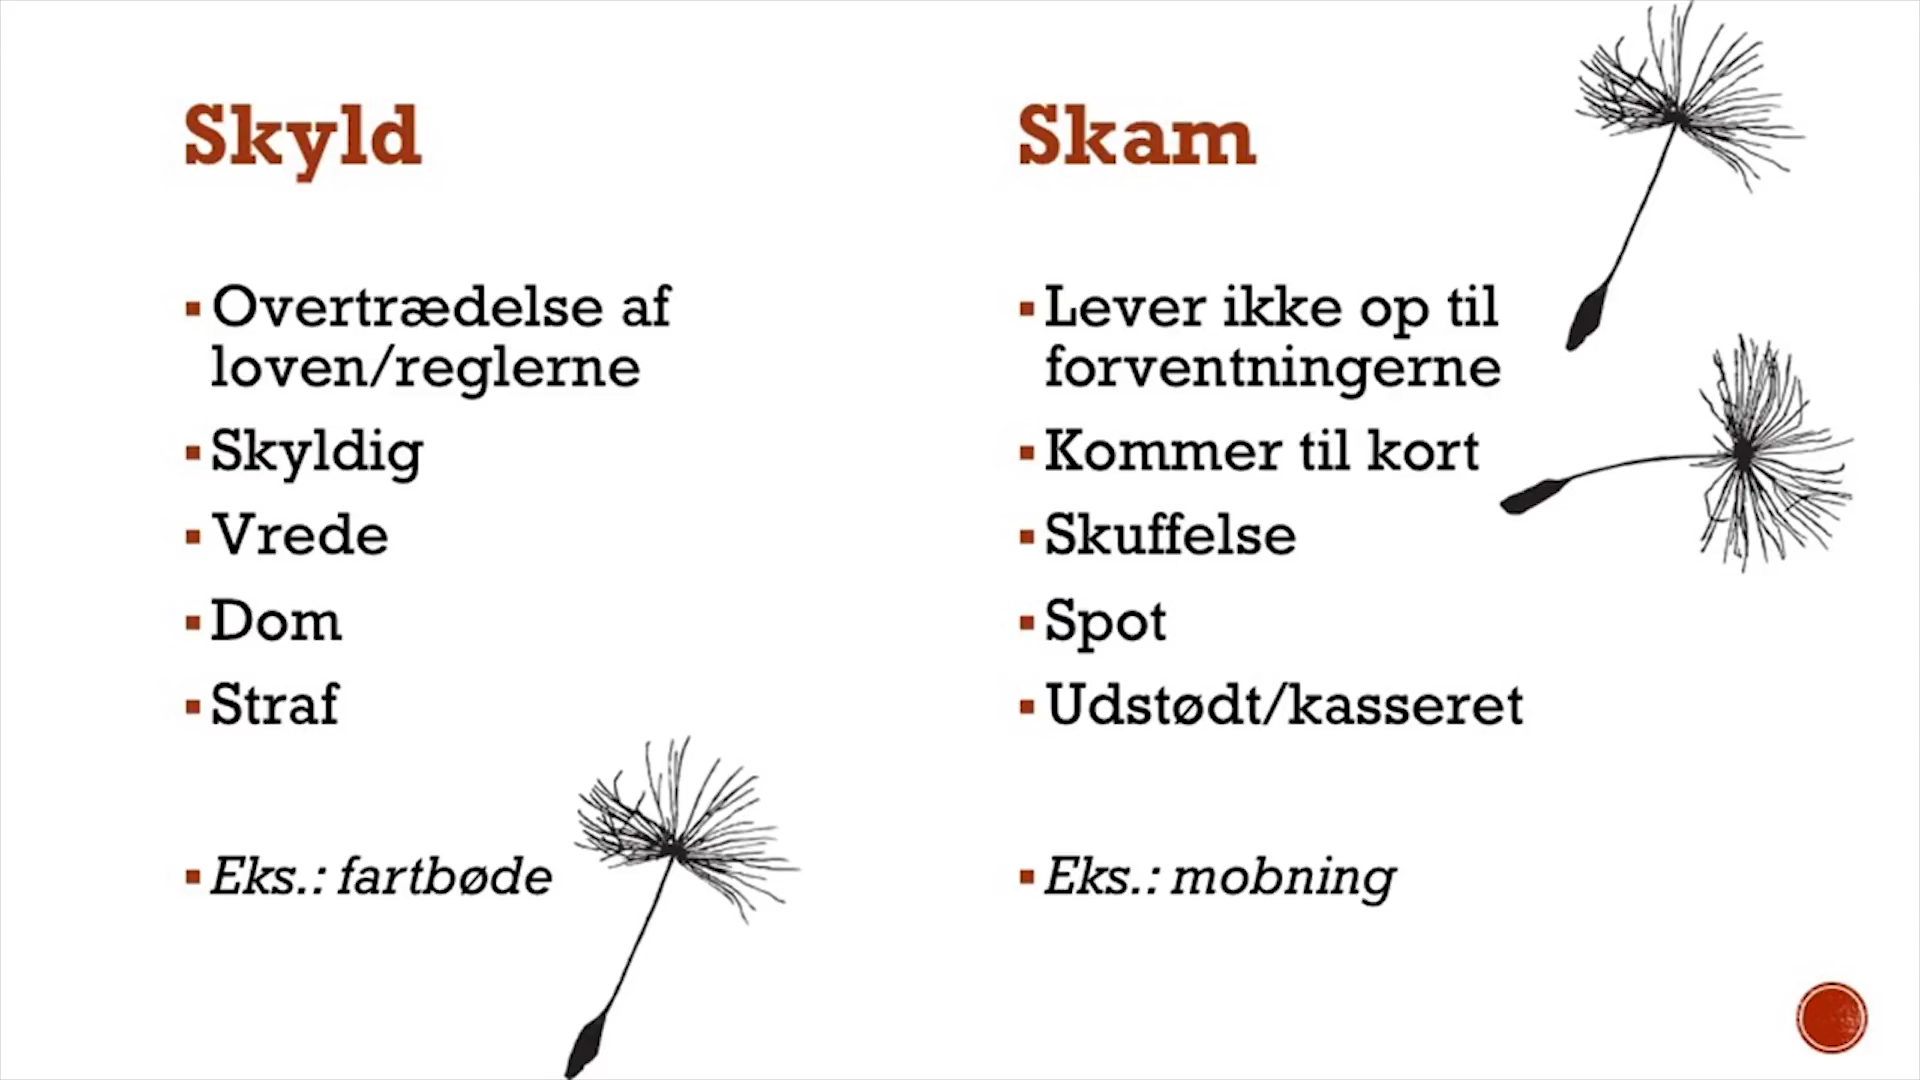 Skyld
Overtrædelse af
loven/reglerne
Skyldig
Vrede
Dom
Straf
Eks.: fartbøde
Skam
Lever ikke op til
forventningerne
Kommer til kort
Skuffelse
Spot
Udstødt/kasseret
Eks.: mobning